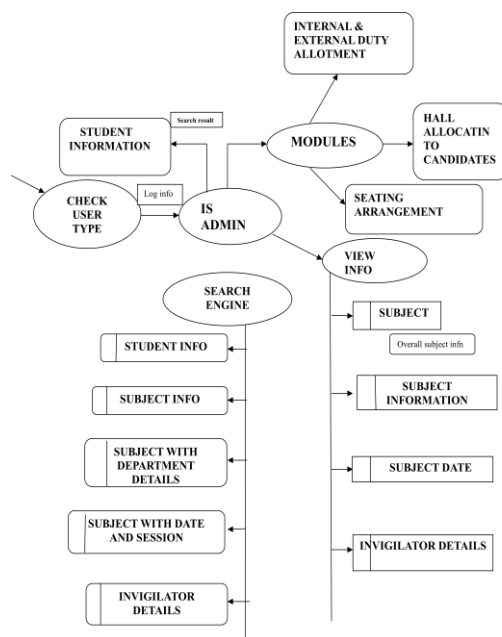 INTERNAL &
EXTERNAL DUTY
ALLOTMENT
Search result
STUDENT
INFORMATION
MODULES
HALL
ALLOCATIN
TO
CANDIDATES
Log info
CHECK
USER
TYPE
IS
ADMIN
SEATING
ARRANGEMENT
VIEW
INFO
SEARCH
ENGINE
SUBJECT
Overall subject infn
STUDENT INFO
SUBJECT
INFORMATION
SUBJECT INFO
SUBJECT WITH
DEPARTMENT
DETAILS
SUBJECT DATE
SUBJECT WITH DATE
AND SESSION
INVIGILATOR DETAILS
INVIGILATOR
DETAILS